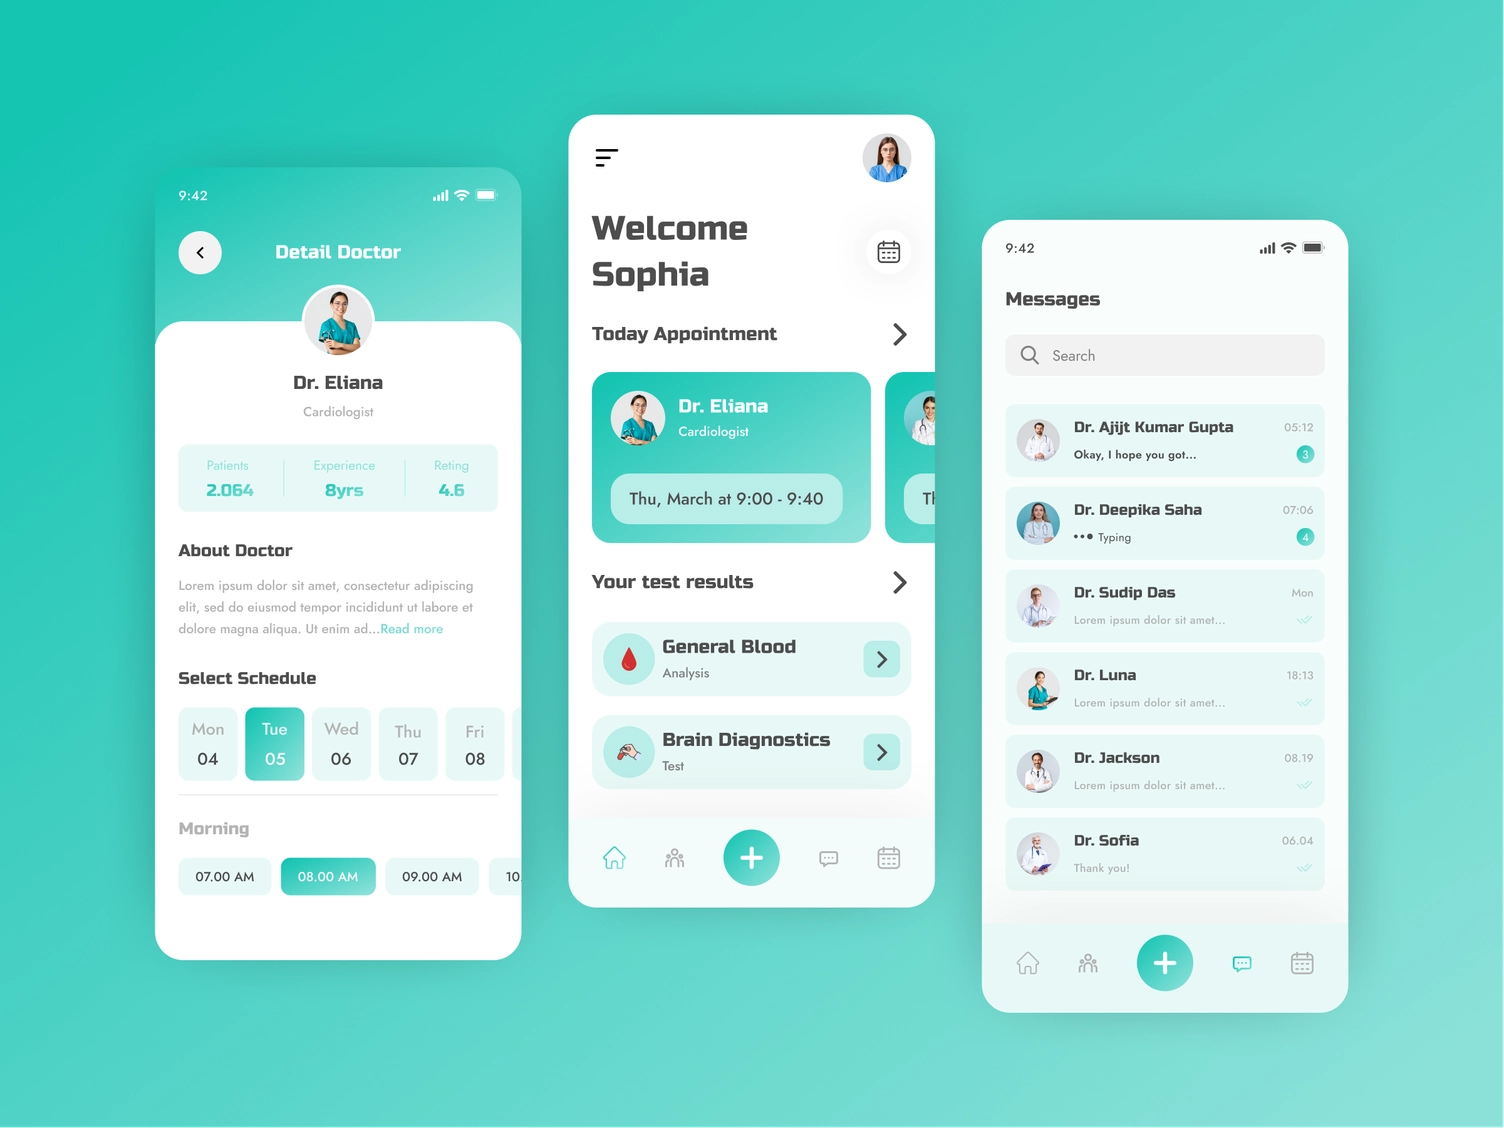 9:42
Detail Doctor
Dr. Eliana
Cardiologist
Patients Experience Reting
2.064 8yrs 4.6
About Doctor
Lorem ipsum dolor sit amet, consectetur adipiscing
elit, sed do eiusmod tempor incididunt ut labore et
dolore magna aliqua. Ut enim ad...Read more
Select Schedule
Mon Tue Wed Thu Fri
04 05 06 07 08
Morning
07.00 AM 08.00 AM 09.00 AM 10
Welcome
Sophia
Today Appointment
Dr. Eliana
Cardiologist
Thu, March at 9:00 - 9:40 Th
Your test results
General Blood
Analysis
Brain Diagnostics
Test
9:42
Messages
Search
Dr. Ajijt Kumar Gupta 05:12
Okay, I hope you got... 3
Dr. Deepika Saha 07:06
Typing 4
Dr. Sudip Das Mon
Lorem ipsum dolor sit amet...
Dr. Luna 18:13
Lorem ipsum dolor sit amet...
Dr. Jackson 08.19
Lorem ipsum dolor sit amet...
Dr. Sofia 06.04
Thank you!